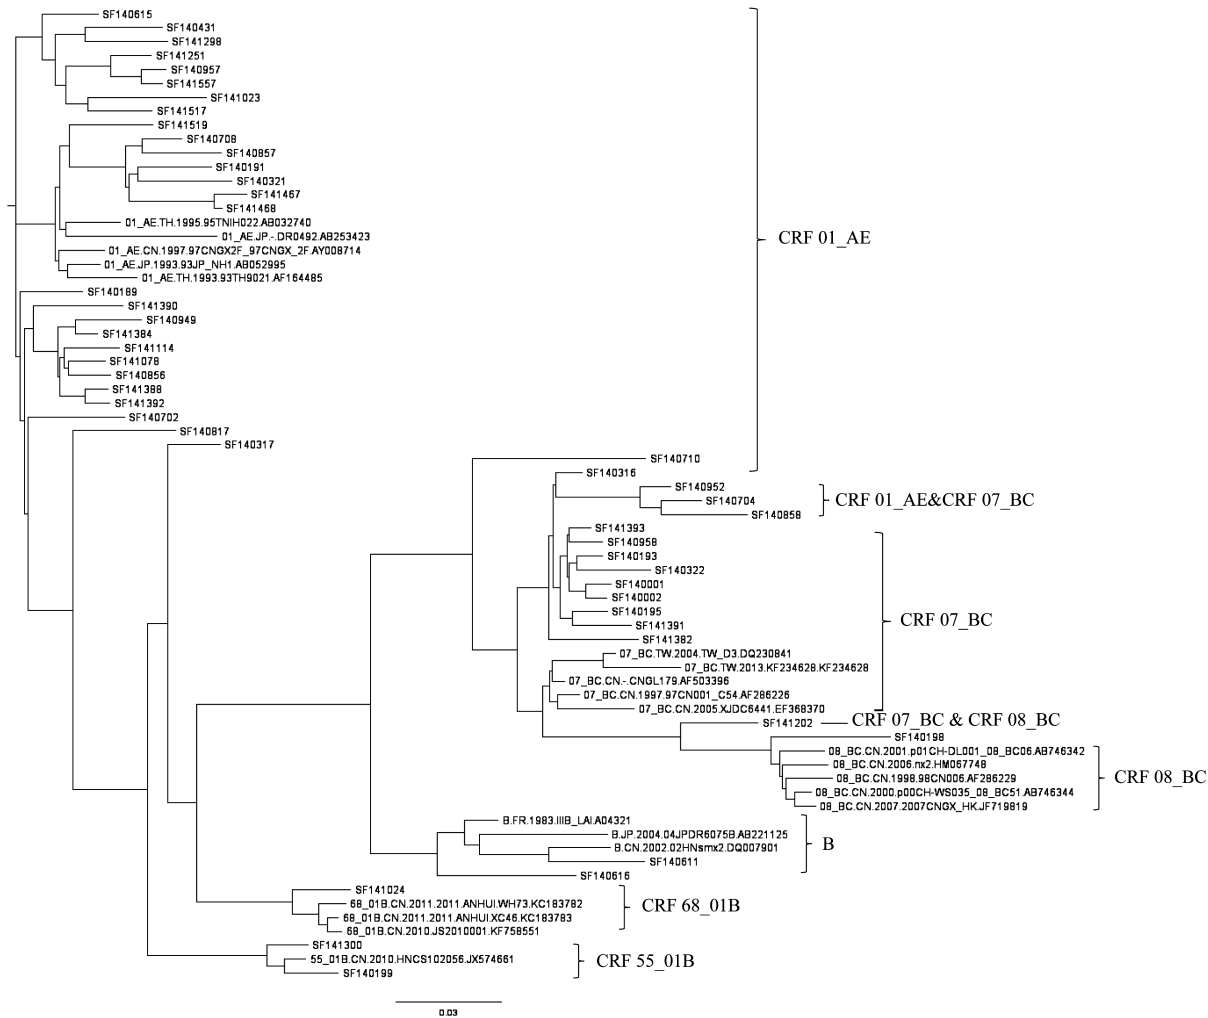 SF140615
SF140431
SF141298
SF141251
SF140957
SF141557
SF141023
SF141517
SF141519
SF140708
SF140857
SF140191
SF140321
SF141467
SF141468
01_AE.TH.1995.95TNIH022.AB032740
01_AE.JP.-.DR0492.AB253423
CRF 01_AE
01_AE.CN.1997.97CNGX2F_97CNGX_2F.AY008714
01_AE.JP.1993.93JP_NH1.AB052995
01_AE.TH.1993.93TH9021.AF164485
SF140189
SF141390
SF140949
SF141384
SF141114
SF141078
SF140856
SF141388
SF141392
SF140702
SF140817
SF140317
SF140710
SF140316
SF140952
SF140704
CRF 01_AE&CRF 07_BC
SF140858
SF141393
SF140958
SF140193
SF140322
SF140001
SF140002
SF140195
CRF 07_BC
SF141391
SF141382
07_BC.TW.2004.TW_D3.DQ230841
07_BC.TW.2013.KF234628.KF234628
07_BC.CN.-.CNGL179.AF503396
07_BC.CN.1997.97CN001_C54.AF286226
07_BC.CN.2005.XJDC6441.EF368370
SF141202
CRF 07_BC & CRF 08_BC
SF140198
08_BC.CN.2001.p01CH-DL001_08_BC06.AB746342
08_BC.CN.2006.nx2.HM067748
08_BC.CN.1998.98CN006.AF286229
CRF 08_BC
08_BC.CN.2000.p00CH-WS035_08_BC51.AB746344
08_BC.CN.2007.2007CNGX_HK.JF719819
B.FR.1983.IIIB_LAI.A04321
B.JP.2004.04JPDR6075B.AB221125
B
B.CN.2002.02HNsmx2.DQ007901
SF140611
SF140616
SF141024
68_01B.CN.2011.2011.ANHUI.WH73.KC183782
CRF 68_01B
68_01B.CN.2011.2011.ANHUI.XC46.KC183783
68_01B.CN.2010.JS2010001.KF758551
SF141300
55_01B.CN.2010.HNCS102056.JX574661
CRF 55_01B
SF140199
0.03